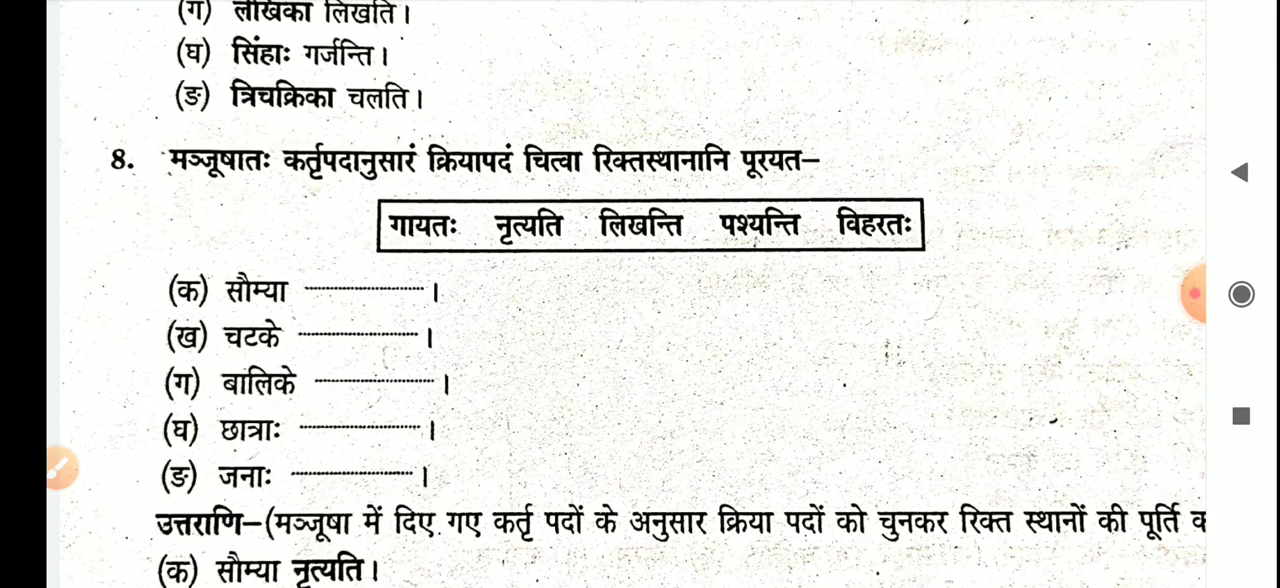 (ग) लेखिका लिखति।
(घ) सिंहाः गर्जन्ति।
(ङ) त्रिचक्रिका चलति।
8. मञ्जूषातः कर्तृपदानुसारं क्रियापदं चित्वा रिक्तस्थानानि पूरयत–
गायतः नृत्यति लिखन्ति पश्यन्ति विहरतः
(क) सौम्या ....................।
(ख) चटके ....................।
(ग) बालिके ....................।
(घ) छात्राः ....................।
(ङ) जनाः ....................।
उत्तराणि–(मञ्जूषा में दिए गए कर्तृ पदों के अनुसार क्रिया पदों को चुनकर रिक्त स्थानों की पूर्ति
(क) सौम्या नृत्यति।